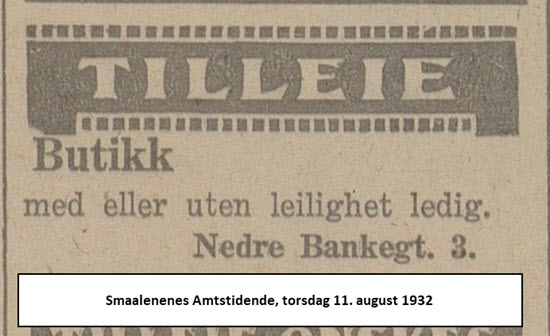 TILLEIE
Butikk
med eller uten leilighet ledig.
Nedre Bankegt. 3.
Smaalenenes Amtstidende, torsdag 11. august 1932